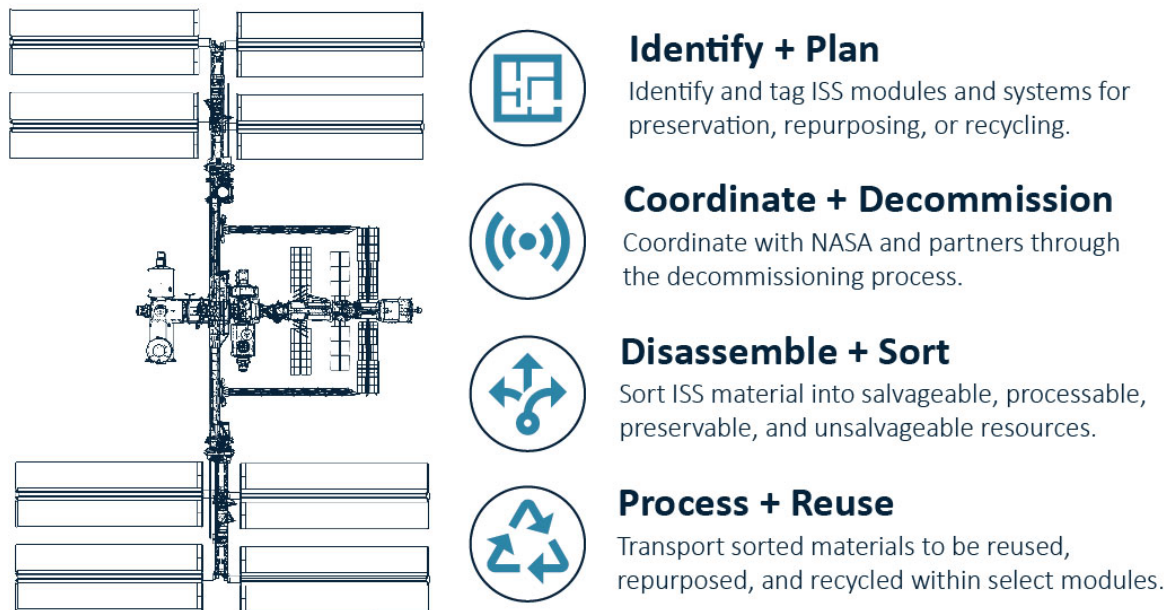 Identify + Plan
Identify and tag ISS modules and systems for
preservation, repurposing, or recycling.
Coordinate + Decommission
Coordinate with NASA and partners through
the decommissioning process.
Disassemble + Sort
Sort ISS material into salvageable, processable,
preservable, and unsalvageable resources.
Process + Reuse
Transport sorted materials to be reused,
repurposed, and recycled within select modules.